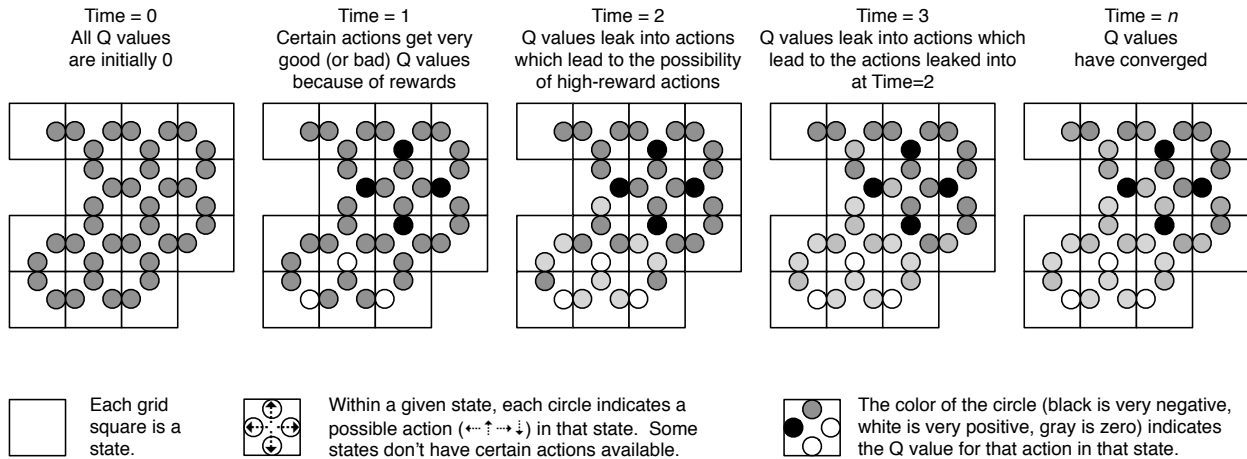 Time = 0
All Q values
are initially 0
Time = 1
Certain actions get very
good (or bad) Q values
because of rewards
Time = 2
Q values leak into actions
which lead to the possibility
of high-reward actions
Time = 3
Q values leak into actions which
lead to the actions leaked into
at Time=2
Time = n
Q values
have converged
Each grid
square is a
state.
Within a given state, each circle indicates a
possible action (⇠⇡⇢⇣) in that state. Some
states don't have certain actions available.
The color of the circle (black is very negative,
white is very positive, gray is zero) indicates
the Q value for that action in that state.